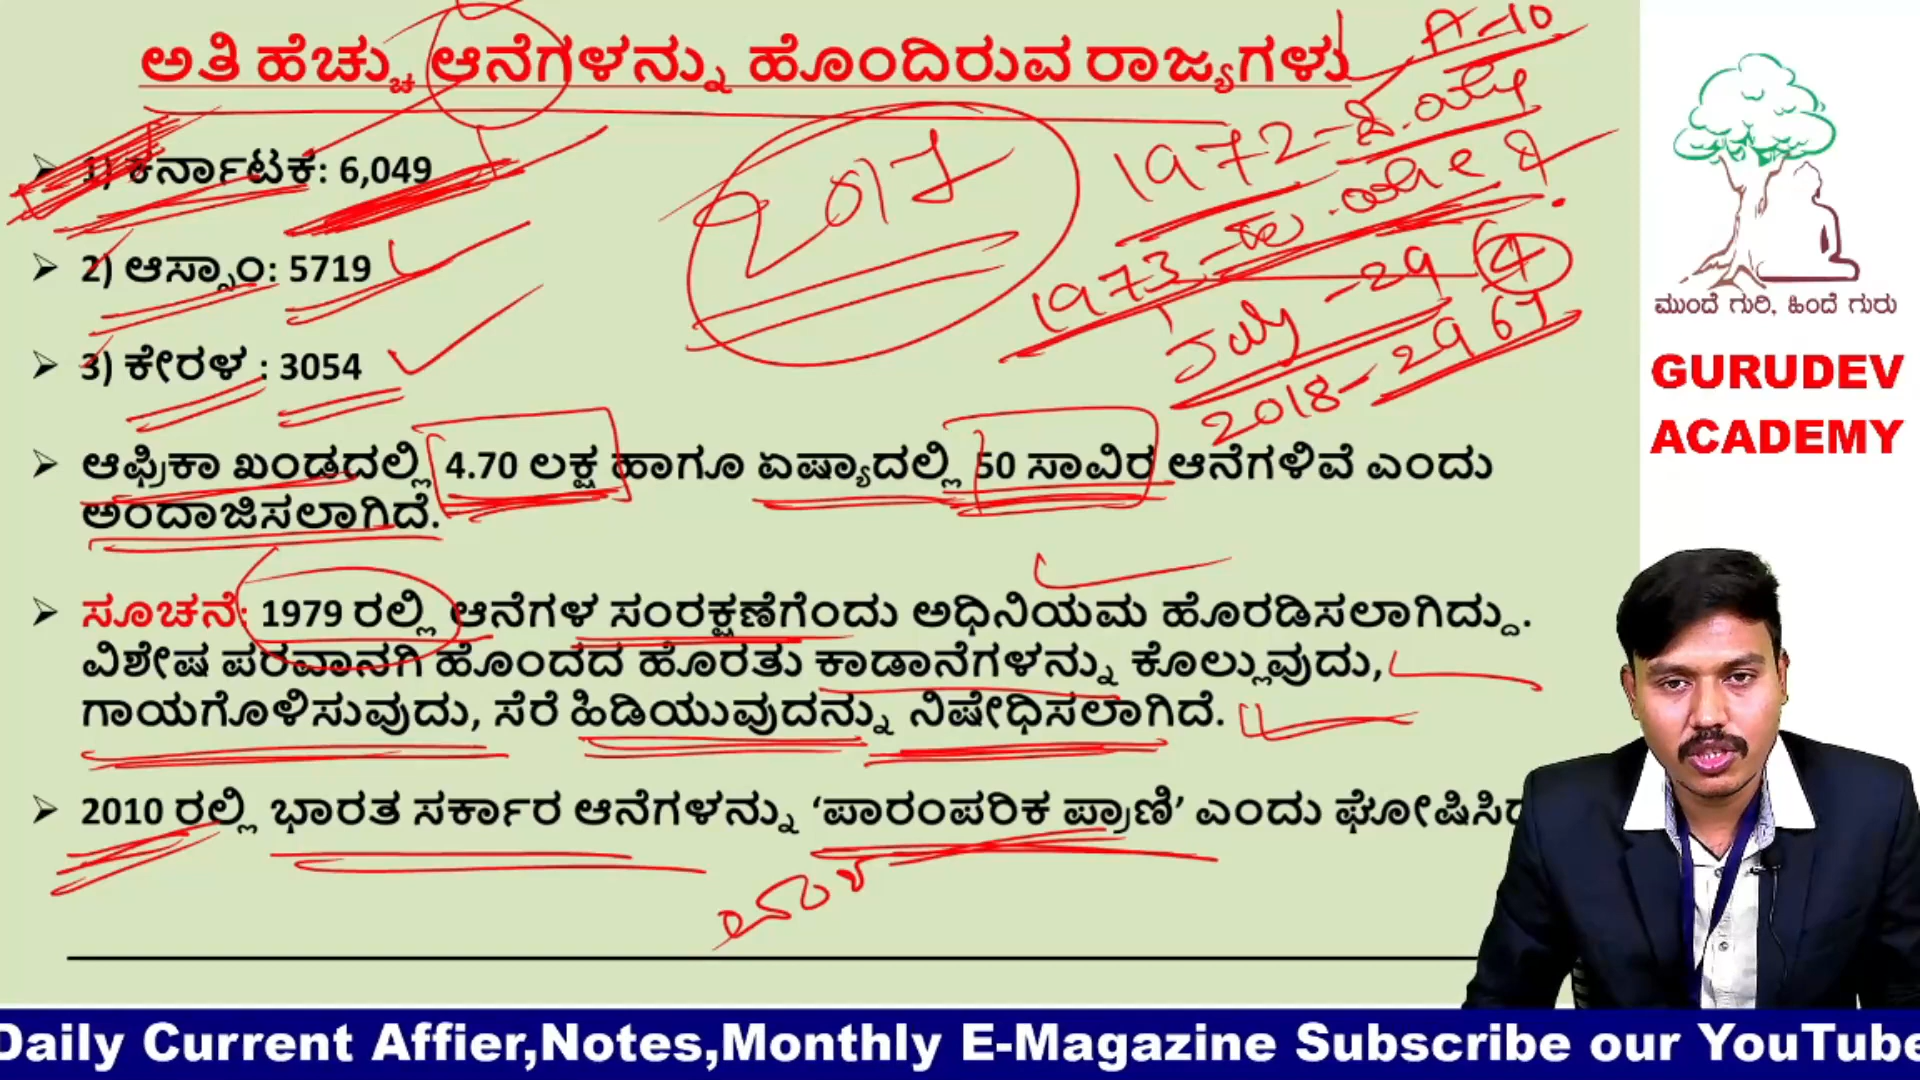 ಅತಿ ಹೆಚ್ಚು ಆನೆಗಳನ್ನು ಹೊಂದಿರುವ ರಾಜ್ಯಗಳು
1) ಕರ್ನಾಟಕ: 6,049
2) ಆಸ್ಸಾಂ: 5719
3) ಕೇರಳ : 3054
ಆಫ್ರಿಕಾ ಖಂಡದಲ್ಲಿ 4.70 ಲಕ್ಷ ಹಾಗೂ ಏಷ್ಯಾದಲ್ಲಿ 50 ಸಾವಿರ ಆನೆಗಳಿವೆ ಎಂದು
ಅಂದಾಜಿಸಲಾಗಿದೆ.
ಸೂಚನೆ: 1979 ರಲ್ಲಿ ಆನೆಗಳ ಸಂರಕ್ಷಣೆಗೆಂದು ಅಧಿನಿಯಮ ಹೊರಡಿಸಲಾಗಿದ್ದು.
ವಿಶೇಷ ಪರವಾನಗಿ ಹೊಂದದ ಹೊರತು ಕಾಡಾನೆಗಳನ್ನು ಕೊಲ್ಲುವುದು,
ಗಾಯಗೊಳಿಸುವುದು, ಸೆರೆ ಹಿಡಿಯುವುದನ್ನು ನಿಷೇಧಿಸಲಾಗಿದೆ.
2010 ರಲ್ಲಿ ಭಾರತ ಸರ್ಕಾರ ಆನೆಗಳನ್ನು ‘ಪಾರಂಪರಿಕ ಪ್ರಾಣಿ’ ಎಂದು ಘೋಷಿಸಿದ
2017
A-10
1972-
1973-
July -29
2018- 2967
4
ಮುಂದೆ ಗುರಿ, ಹಿಂದೆ ಗುರು
GURUDEV
ACADEMY
Daily Current Affier,Notes,Monthly E-Magazine Subscribe our YouTube